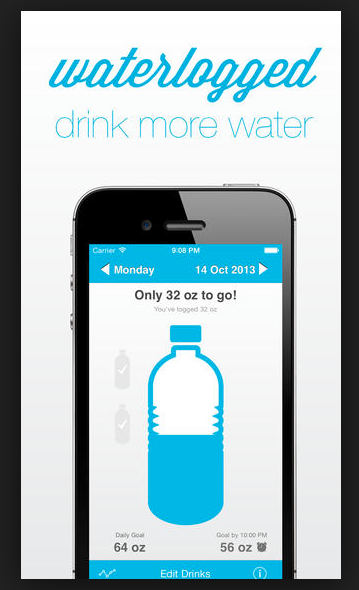 waterlogged
drink more water
Carrier 9:08 PM
Monday 14 Oct 2013
Only 32 oz to go!
You've logged 32 oz
Daily Goal Goal by 10:00 PM
64 oz 56 oz
Edit Drinks